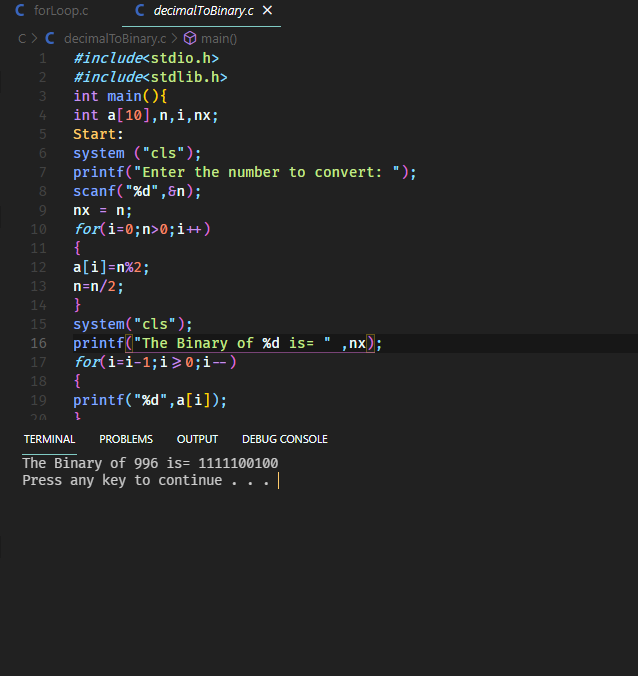 C forLoop.c C decimalToBinary.c ×
C > C decimalToBinary.c > main()
1 #include<stdio.h>
2 #include<stdlib.h>
3 int main(){
4 int a[10],n,i,nx;
5 Start:
6 system ("cls");
7 printf("Enter the number to convert: ");
8 scanf("%d",&n);
9 nx = n;
10 for(i=0;n>0;i++)
11 {
12 a[i]=n%2;
13 n=n/2;
14 }
15 system("cls");
16 printf("The Binary of %d is= " ,nx);
17 for(i=i-1;i>=0;i--)
18 {
19 printf("%d",a[i]);
20 }
TERMINAL PROBLEMS OUTPUT DEBUG CONSOLE
The Binary of 996 is= 1111100100
Press any key to continue . . .